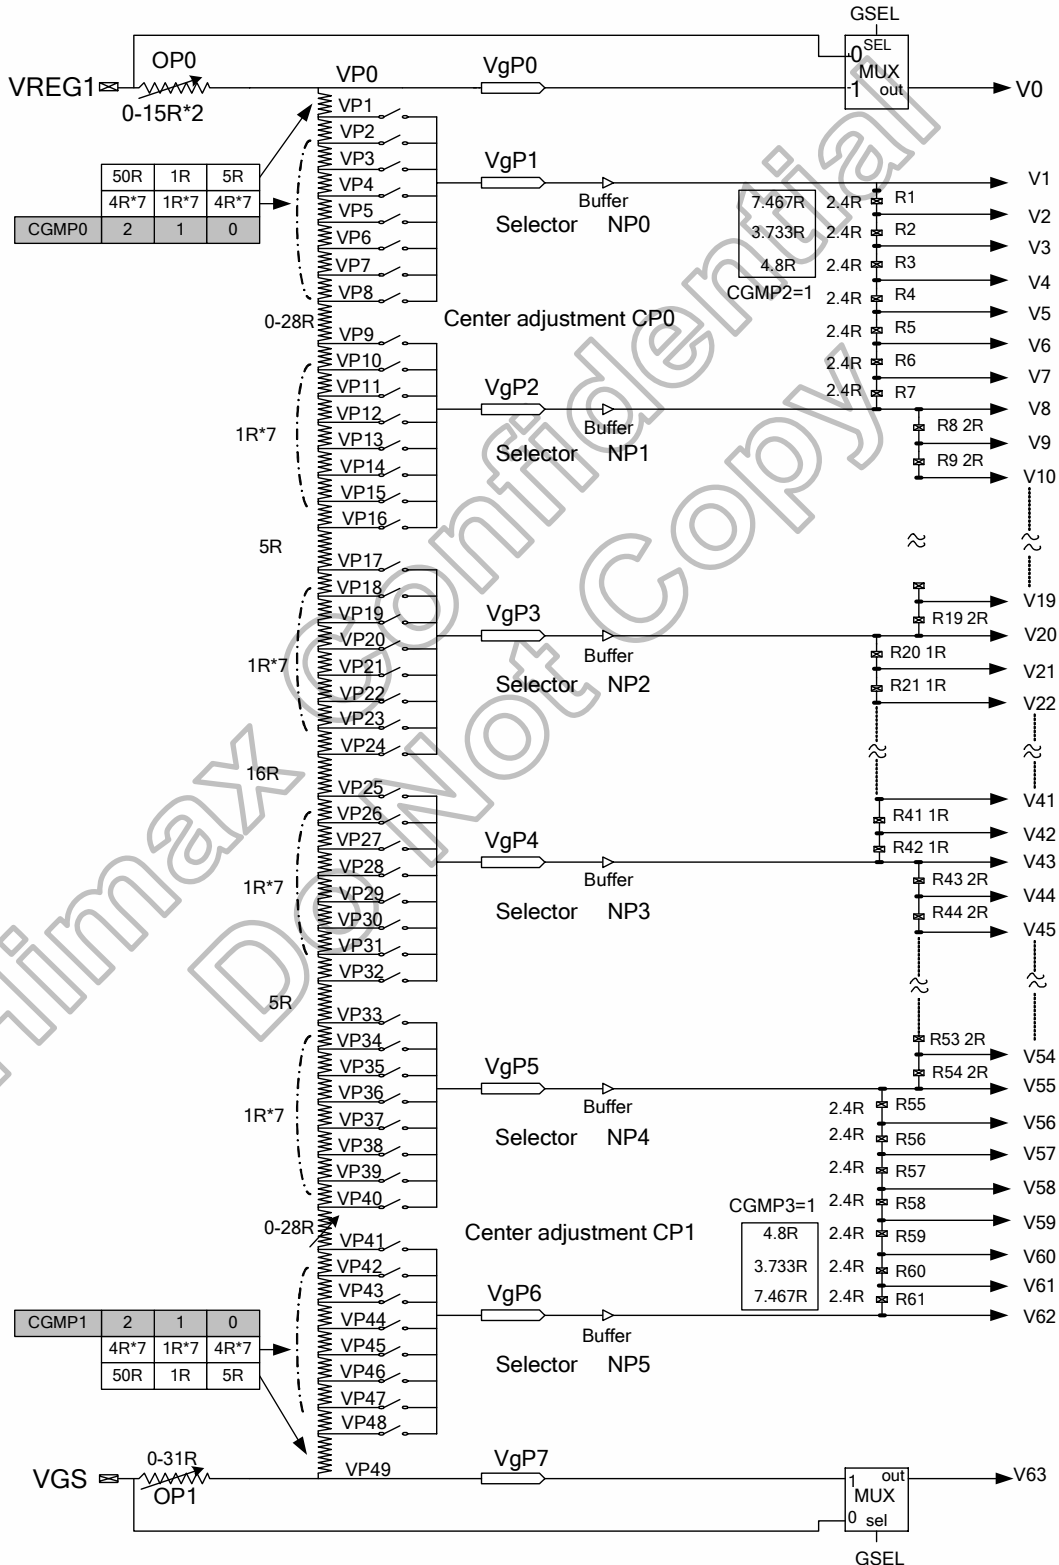 GSEL
OP0
VREG1
0-15R*2
VP0
VgP0
0 SEL
MUX
1 out
V0
VP1
VP2
VP3
VP4
VP5
VP6
VP7
VP8
50R 1R 5R
4R*7 1R*7 4R*7
CGMP0 2 1 0
VgP1
Buffer
Selector NP0
7.467R
3.733R
4.8R
CGMP2=1
2.4R R1
2.4R R2
2.4R R3
2.4R R4
2.4R R5
2.4R R6
2.4R R7
V1
V2
V3
V4
V5
V6
V7
V8
0-28R
Center adjustment CP0
VP9
VP10
VP11
VP12
VP13
VP14
VP15
VP16
1R*7
VgP2
Buffer
Selector NP1
R8 2R
V9
R9 2R
V10
5R
VP17
VP18
VP19
VP20
VP21
VP22
VP23
VP24
1R*7
VgP3
Buffer
Selector NP2
V19
R19 2R
V20
R20 1R
V21
R21 1R
V22
16R
VP25
VP26
VP27
VP28
VP29
VP30
VP31
VP32
1R*7
VgP4
Buffer
Selector NP3
V41
R41 1R
V42
R42 1R
V43
R43 2R
V44
R44 2R
V45
5R
VP33
VP34
VP35
VP36
VP37
VP38
VP39
VP40
1R*7
VgP5
Buffer
Selector NP4
R53 2R
V54
R54 2R
V55
2.4R R55
V56
2.4R R56
V57
2.4R R57
V58
2.4R R58
V59
2.4R R59
V60
2.4R R60
V61
2.4R R61
V62
0-28R
Center adjustment CP1
CGMP3=1
4.8R
3.733R
7.467R
VP41
VP42
VP43
VP44
VP45
VP46
VP47
VP48
VgP6
Buffer
Selector NP5
CGMP1 2 1 0
4R*7 1R*7 4R*7
50R 1R 5R
0-31R
VGS
OP1
VP49
VgP7
1 out
MUX
0 sel
V63
GSEL
Himax Confidential
Do Not Copy